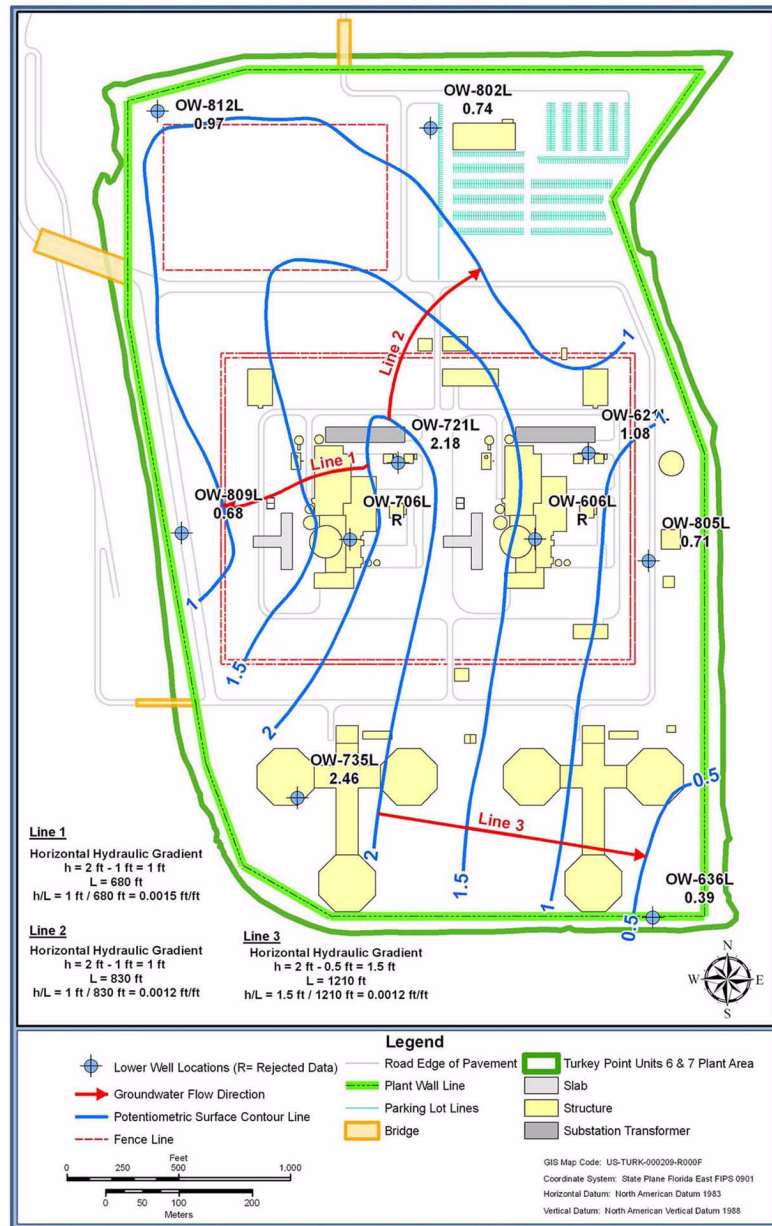 OW-812L
0.97
OW-802L
0.74
1
Line 2
OW-721L
2.18
OW-621L
1.08
1
Line 1
OW-809L
0.68
OW-706L
R
OW-606L
R
OW-805L
0.71
1
1.5
2
OW-735L
2.46
0.5
Line 3
2
1.5
1
0.5
OW-636L
0.39
Line 1
Horizontal Hydraulic Gradient
h = 2 ft - 1 ft = 1 ft
L = 680 ft
h/L = 1 ft / 680 ft = 0.0015 ft/ft
Line 2
Horizontal Hydraulic Gradient
h = 2 ft - 1 ft = 1 ft
L = 830 ft
h/L = 1 ft / 830 ft = 0.0012 ft/ft
Line 3
Horizontal Hydraulic Gradient
h = 2 ft - 0.5 ft = 1.5 ft
L = 1210 ft
h/L = 1.5 ft / 1210 ft = 0.0012 ft/ft
N
W E
S
Legend
Lower Well Locations (R= Rejected Data)
Groundwater Flow Direction
Potentiometric Surface Contour Line
Fence Line
Road Edge of Pavement
Plant Wall Line
Parking Lot Lines
Bridge
Turkey Point Units 6 & 7 Plant Area
Slab
Structure
Substation Transformer
Feet
0 250 500 1,000
0 50 100 200
Meters
GIS Map Code: US-TURK-000209-R000F
Coordinate System: State Plane Florida East FIPS 0901
Horizontal Datum: North American Datum 1983
Vertical Datum: North American Vertical Datum 1988